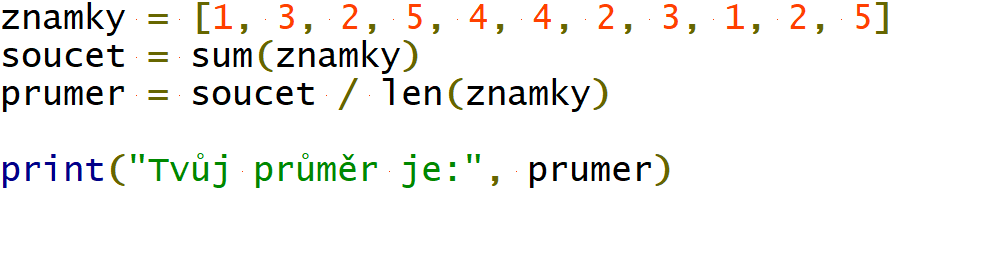 znamky = [1, 3, 2, 5, 4, 4, 2, 3, 1, 2, 5]
soucet = sum(znamky)
prumer = soucet / len(znamky)
print("Tvůj průměr je:", prumer)